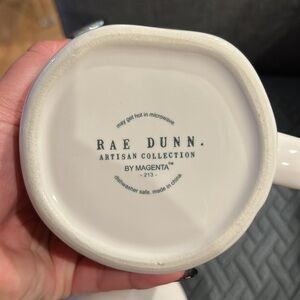 may get hot in microwave
RAE DUNN.
ARTISAN COLLECTION
BY MAGENTA™
- 213 -
dishwasher safe. made in china